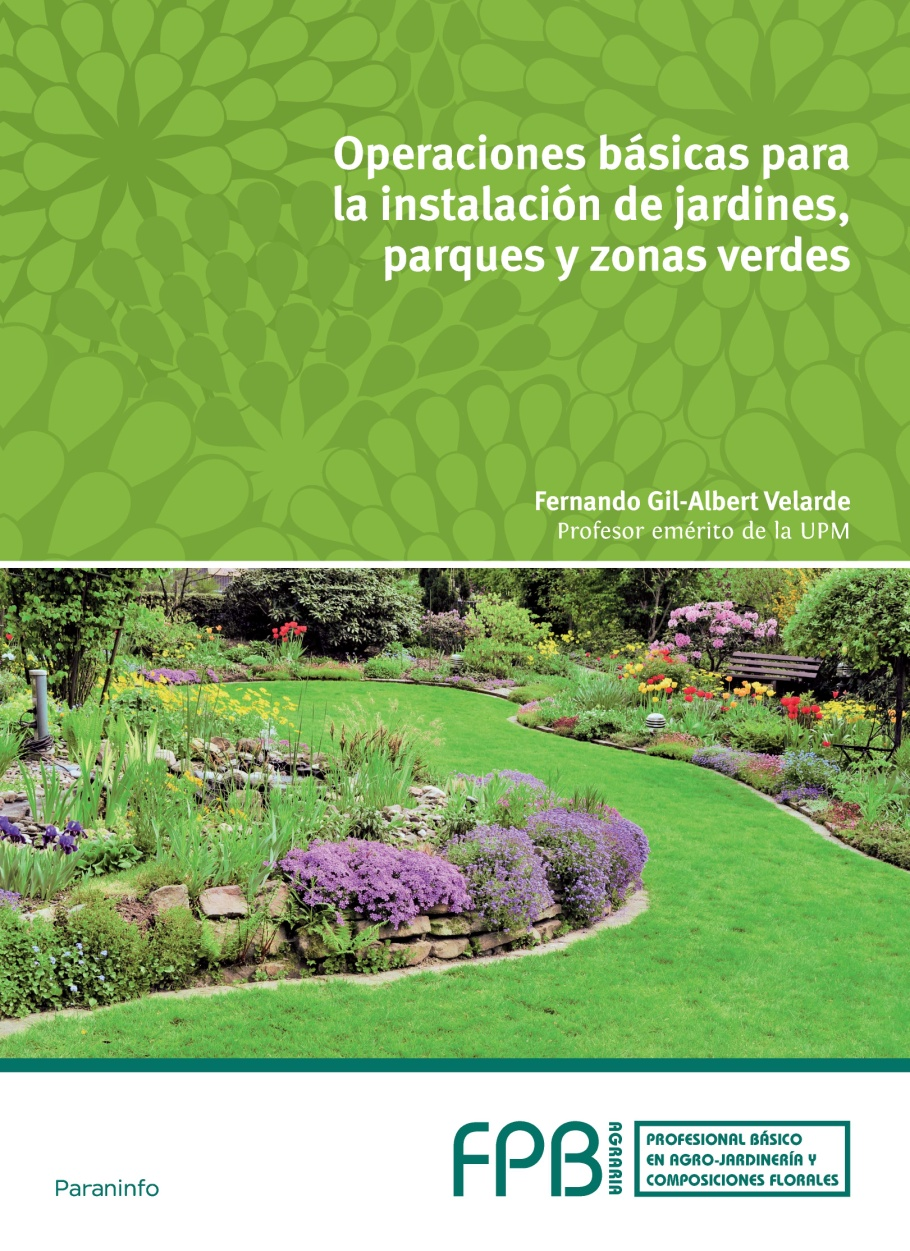 Operaciones básicas para
la instalación de jardines,
parques y zonas verdes
Fernando Gil-Albert Velarde
Profesor emérito de la UPM
Paraninfo
FPB
AGRARIA
PROFESIONAL BÁSICO
EN AGRO-JARDINERÍA Y
COMPOSICIONES FLORALES